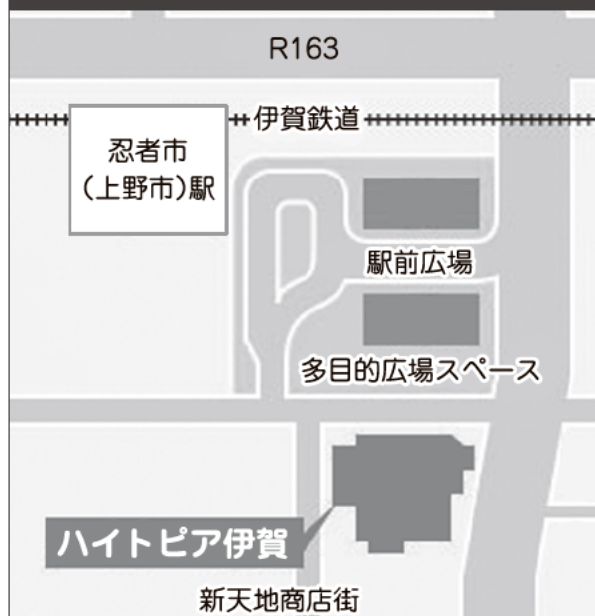 R163
伊賀鉄道
忍者市
（上野市）駅
駅前広場
多目的広場スペース
ハイトピア伊賀
新天地商店街